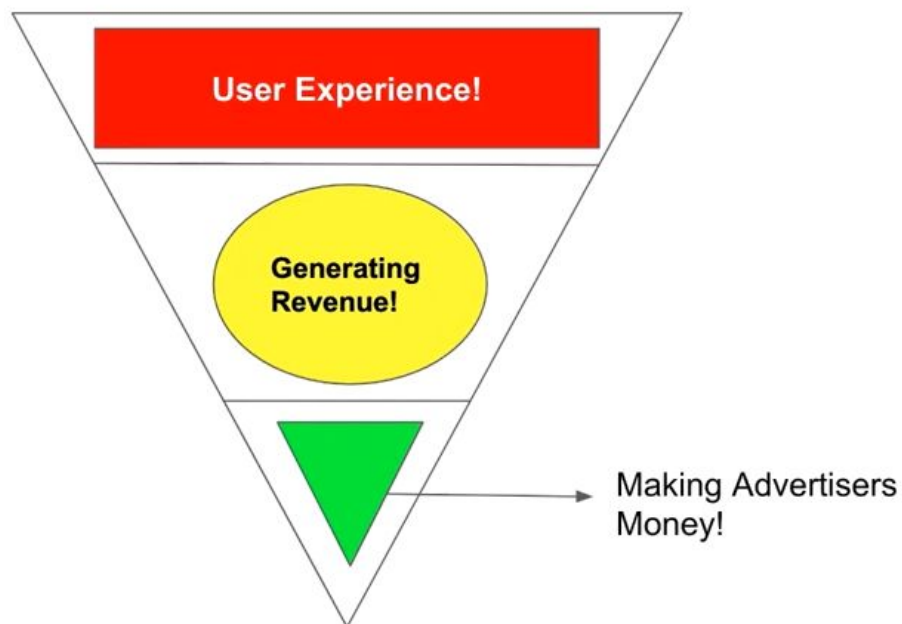 User Experience!
Generating
Revenue!
Making Advertisers
Money!